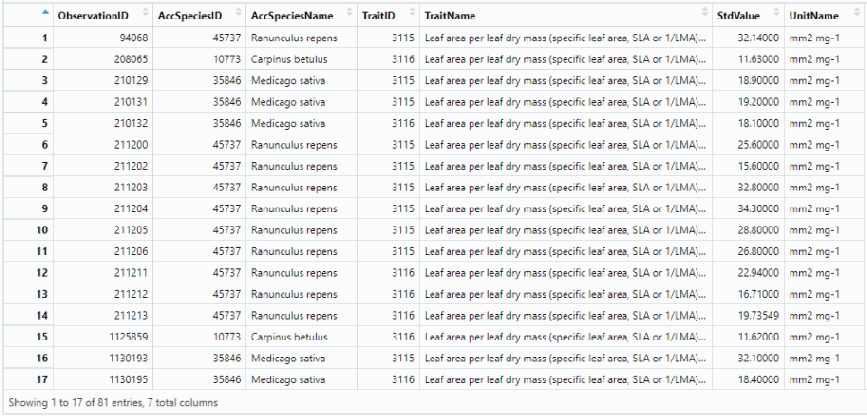 ObservationID AccSpeciesID AccSpeciesName TraitID TraitName StdValue UnitName
1 94068 45737 Ranunculus repens 3115 Leaf area per leaf dry mass (specific leaf area, SLA or 1/LMA)... 32.14000 mm2 mg-1
2 208065 10773 Carpinus betulus 3116 Leaf area per leaf dry mass (specific leaf area, SLA or 1/LMA)... 11.63000 mm2 mg-1
3 210129 35846 Medicago sativa 3115 Leaf area per leaf dry mass (specific leaf area, SLA or 1/LMA)... 18.90000 mm2 mg-1
4 210131 35846 Medicago sativa 3115 Leaf area per leaf dry mass (specific leaf area, SLA or 1/LMA)... 19.20000 mm2 mg-1
5 210132 35846 Medicago sativa 3116 Leaf area per leaf dry mass (specific leaf area, SLA or 1/LMA)... 18.10000 mm2 mg-1
6 211200 45737 Ranunculus repens 3115 Leaf area per leaf dry mass (specific leaf area, SLA or 1/LMA)... 25.60000 mm2 mg-1
7 211202 45737 Ranunculus repens 3115 Leaf area per leaf dry mass (specific leaf area, SLA or 1/LMA)... 15.60000 mm2 mg-1
8 211203 45737 Ranunculus repens 3115 Leaf area per leaf dry mass (specific leaf area, SLA or 1/LMA)... 32.80000 mm2 mg-1
9 211204 45737 Ranunculus repens 3115 Leaf area per leaf dry mass (specific leaf area, SLA or 1/LMA)... 34.30000 mm2 mg-1
10 211205 45737 Ranunculus repens 3115 Leaf area per leaf dry mass (specific leaf area, SLA or 1/LMA)... 28.80000 mm2 mg-1
11 211206 45737 Ranunculus repens 3115 Leaf area per leaf dry mass (specific leaf area, SLA or 1/LMA)... 26.80000 mm2 mg-1
12 211211 45737 Ranunculus repens 3116 Leaf area per leaf dry mass (specific leaf area, SLA or 1/LMA)... 22.94000 mm2 mg-1
13 211212 45737 Ranunculus repens 3116 Leaf area per leaf dry mass (specific leaf area, SLA or 1/LMA)... 16.71000 mm2 mg-1
14 211213 45737 Ranunculus repens 3116 Leaf area per leaf dry mass (specific leaf area, SLA or 1/LMA)... 19.73549 mm2 mg-1
15 1125859 10773 Carpinus betulus 3116 Leaf area per leaf dry mass (specific leaf area, SLA or 1/LMA)... 11.62000 mm2 mg-1
16 1130193 35846 Medicago sativa 3115 Leaf area per leaf dry mass (specific leaf area, SLA or 1/LMA)... 32.10000 mm2 mg-1
17 1130195 35846 Medicago sativa 3116 Leaf area per leaf dry mass (specific leaf area, SLA or 1/LMA)... 18.40000 mm2 mg-1
Showing 1 to 17 of 81 entries, 7 total columns